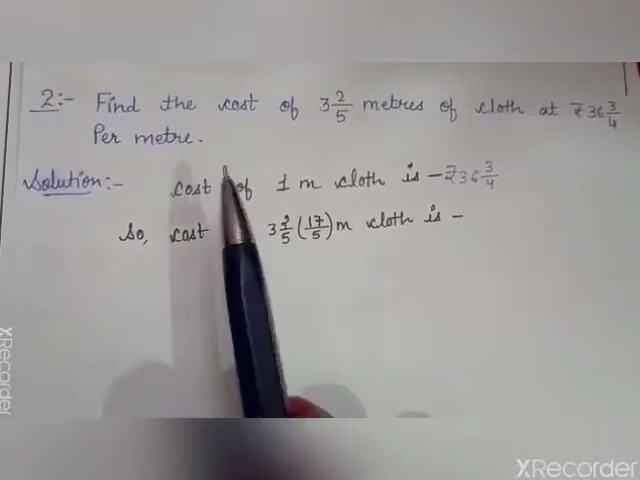 2:- Find the cost of 3 2/5 metres of cloth at ₹36 3/4
Per metre.
Solution:- cost of 1 m cloth is - ₹36 3/4
So, cost 3 2/5 (17/5) m cloth is -
XRecorder
XRecorder